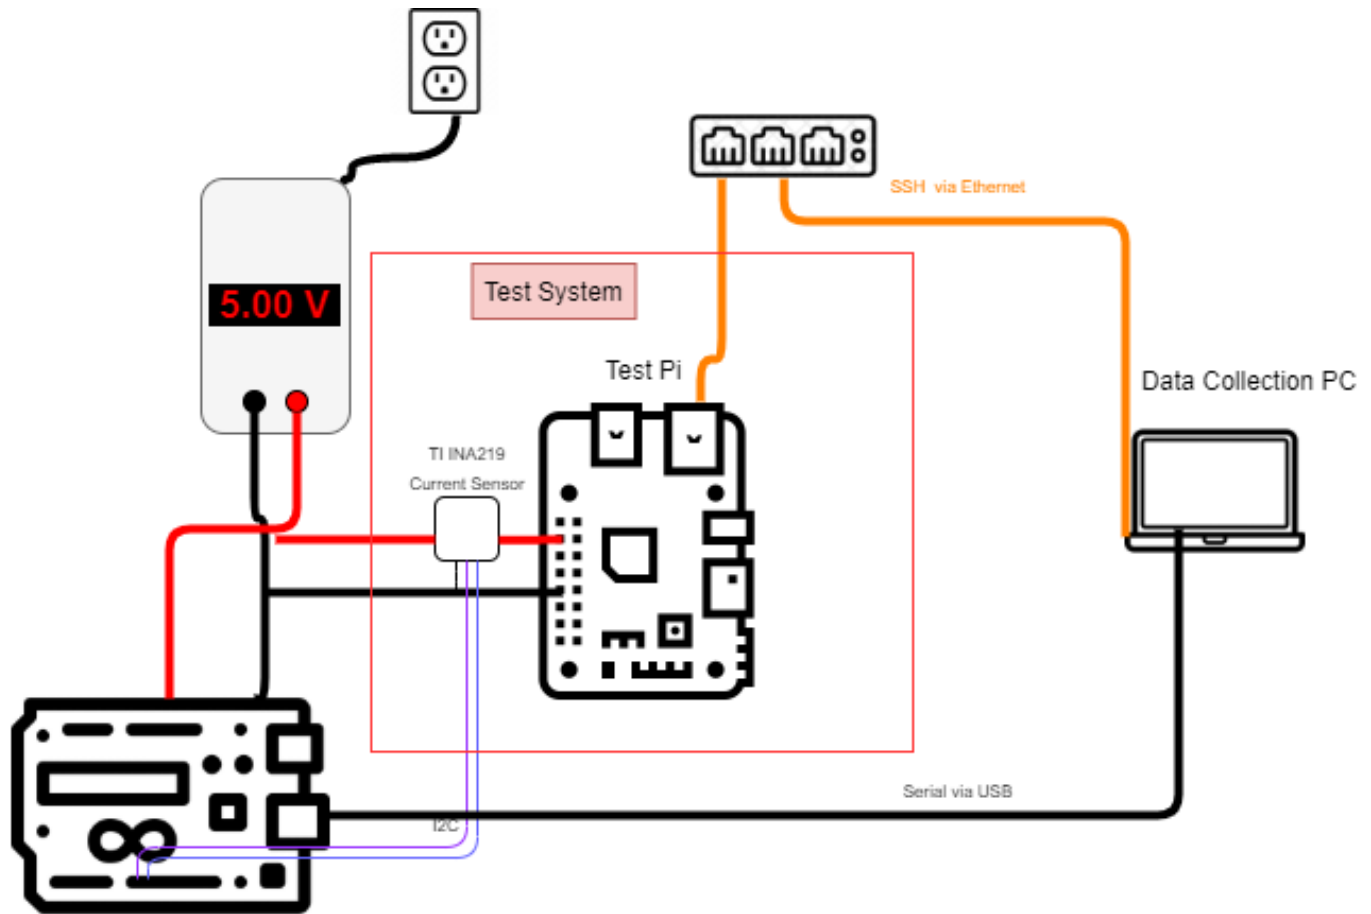 SSH via Ethernet
Test System
5.00 V
Test Pi
Data Collection PC
TI INA219
Current Sensor
Serial via USB
I2C